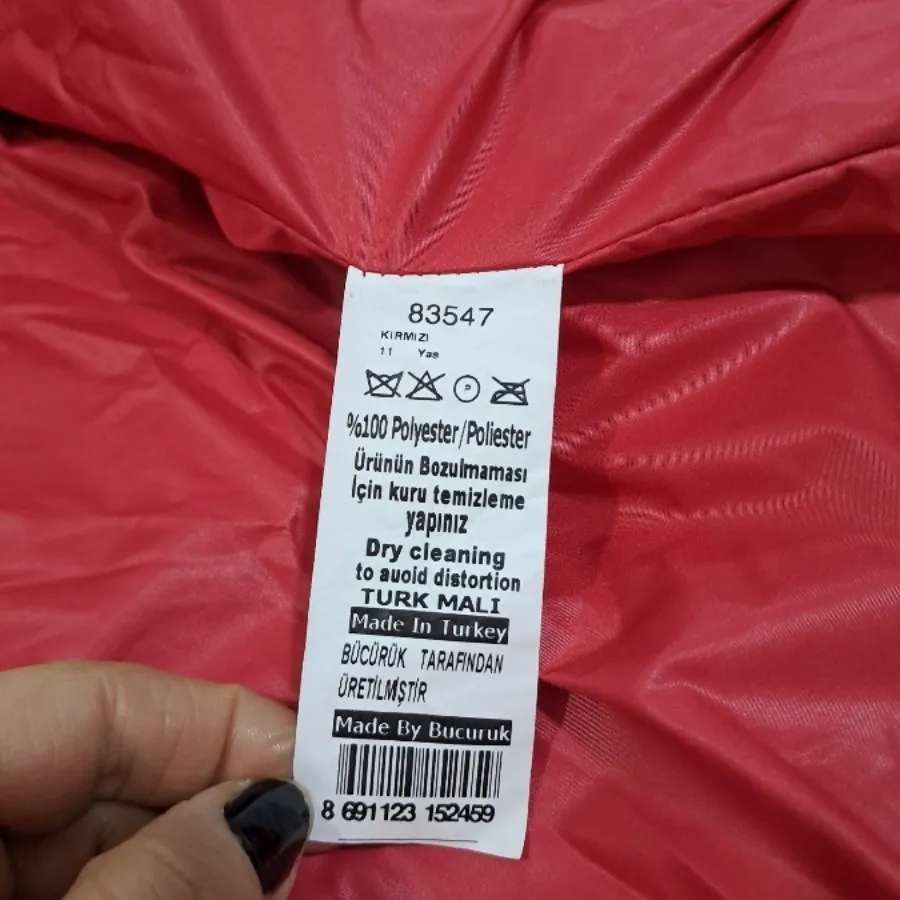 83547
KIRMIZI
11 Yas
P
%100 Polyester/Poliester
Ürünün Bozulmaması
İçin kuru temizleme
yapınız
Dry cleaning
to auoid distortion
TURK MALI
Made In Turkey
BÜCÜRÜK TARAFINDAN
ÜRETİLMİŞTİR
Made By Bucuruk
8 691123 152459